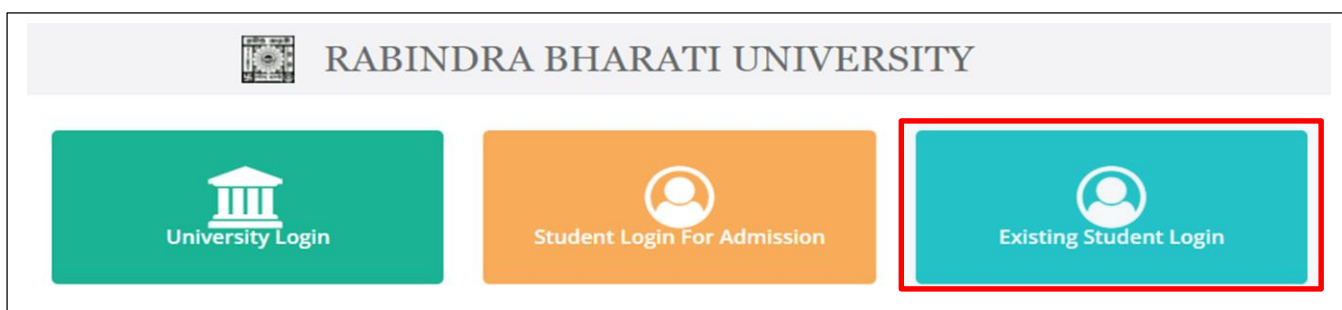 RABINDRA BHARATI UNIVERSITY
University Login
Student Login For Admission
Existing Student Login